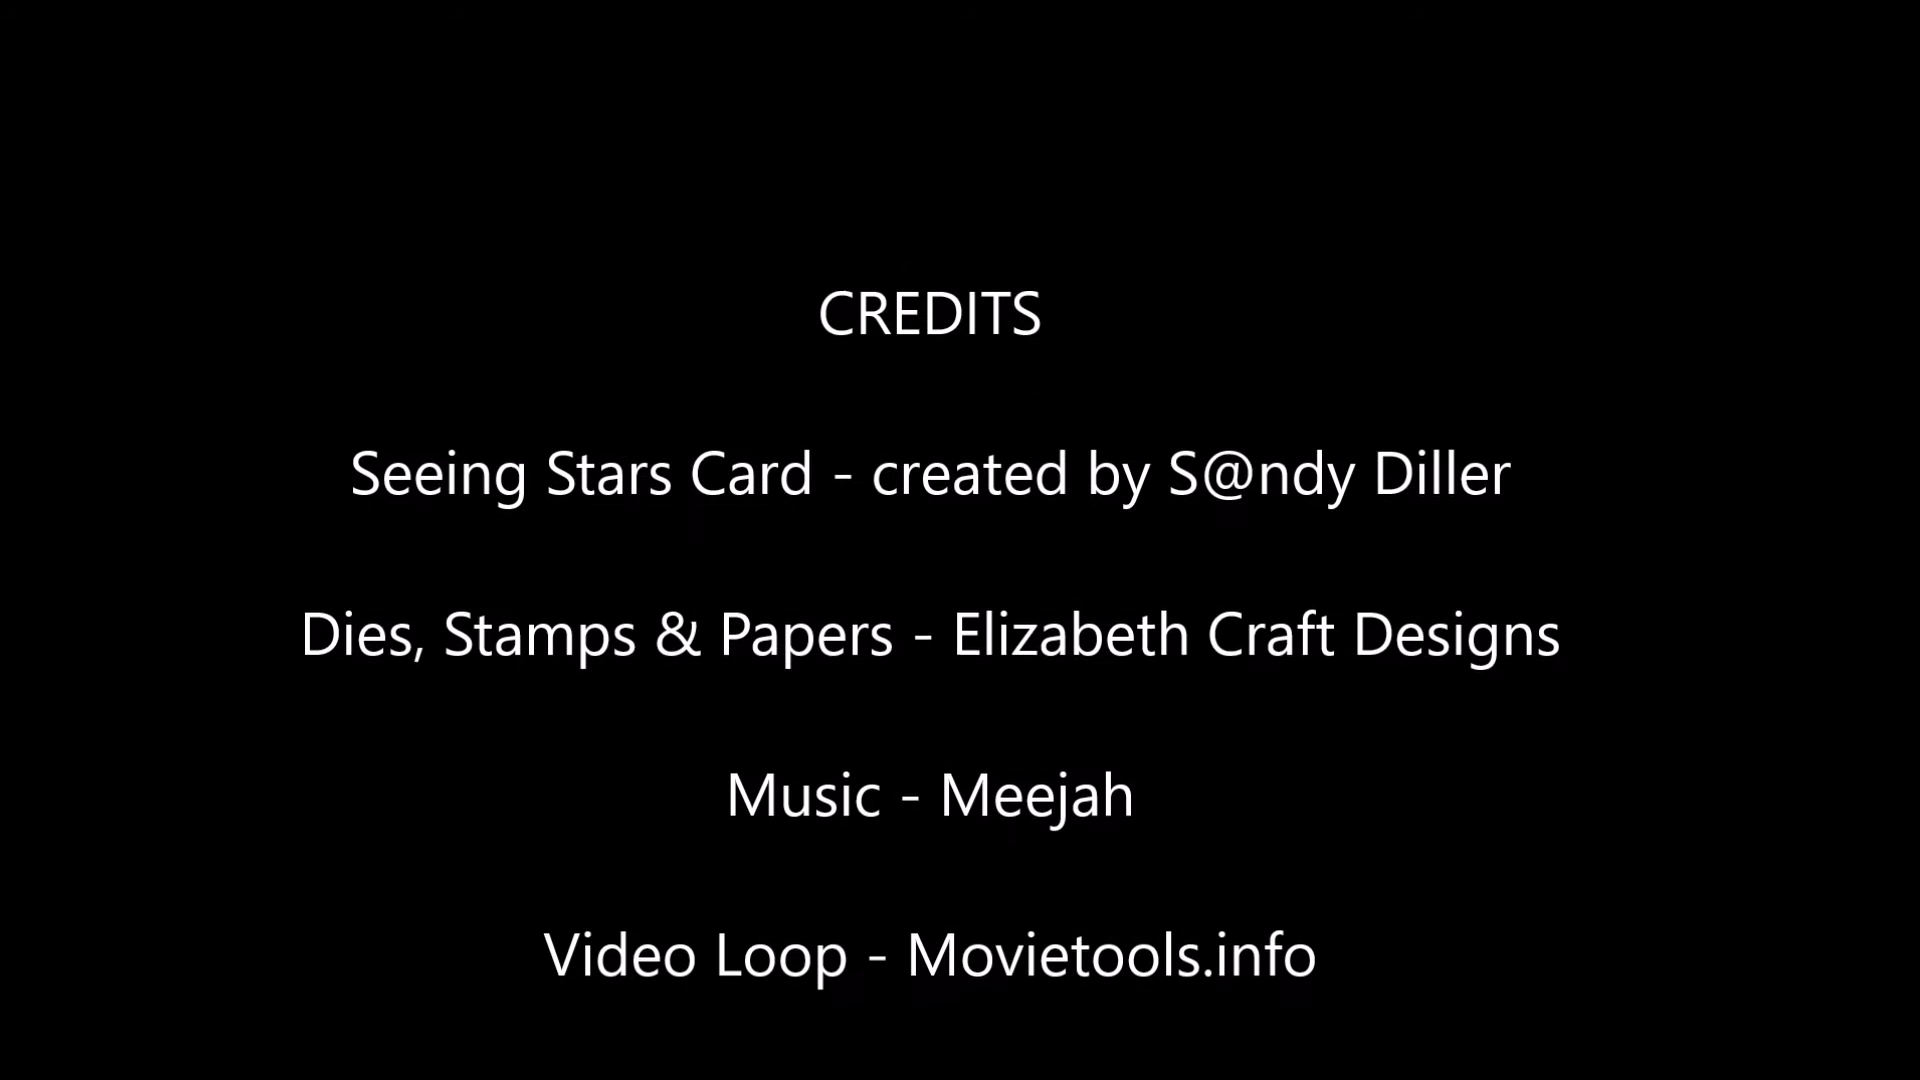 CREDITS
Seeing Stars Card - created by S@ndy Diller
Dies, Stamps & Papers - Elizabeth Craft Designs
Music - Meejah
Video Loop - Movietools.info